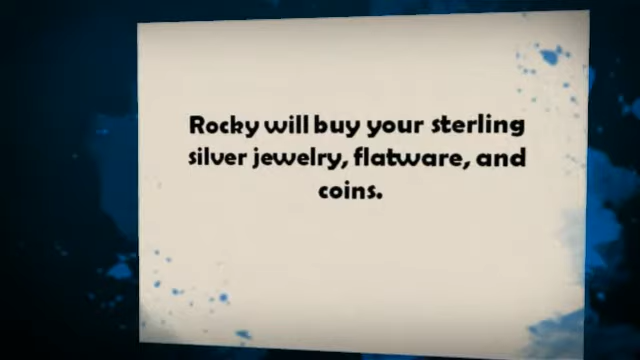 Rocky will buy your sterling
silver jewelry, flatware, and
coins.